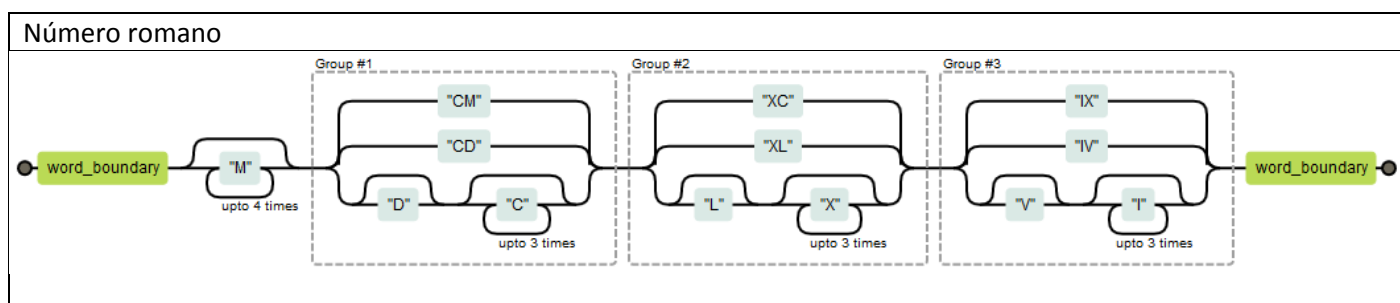 Número romano
Group #1
Group #2
Group #3
"CM"
"XC"
"IX"
"CD"
"XL"
"IV"
word_boundary
"M"
word_boundary
"D"
"C"
"L"
"X"
"V"
"I"
upto 4 times
upto 3 times
upto 3 times
upto 3 times